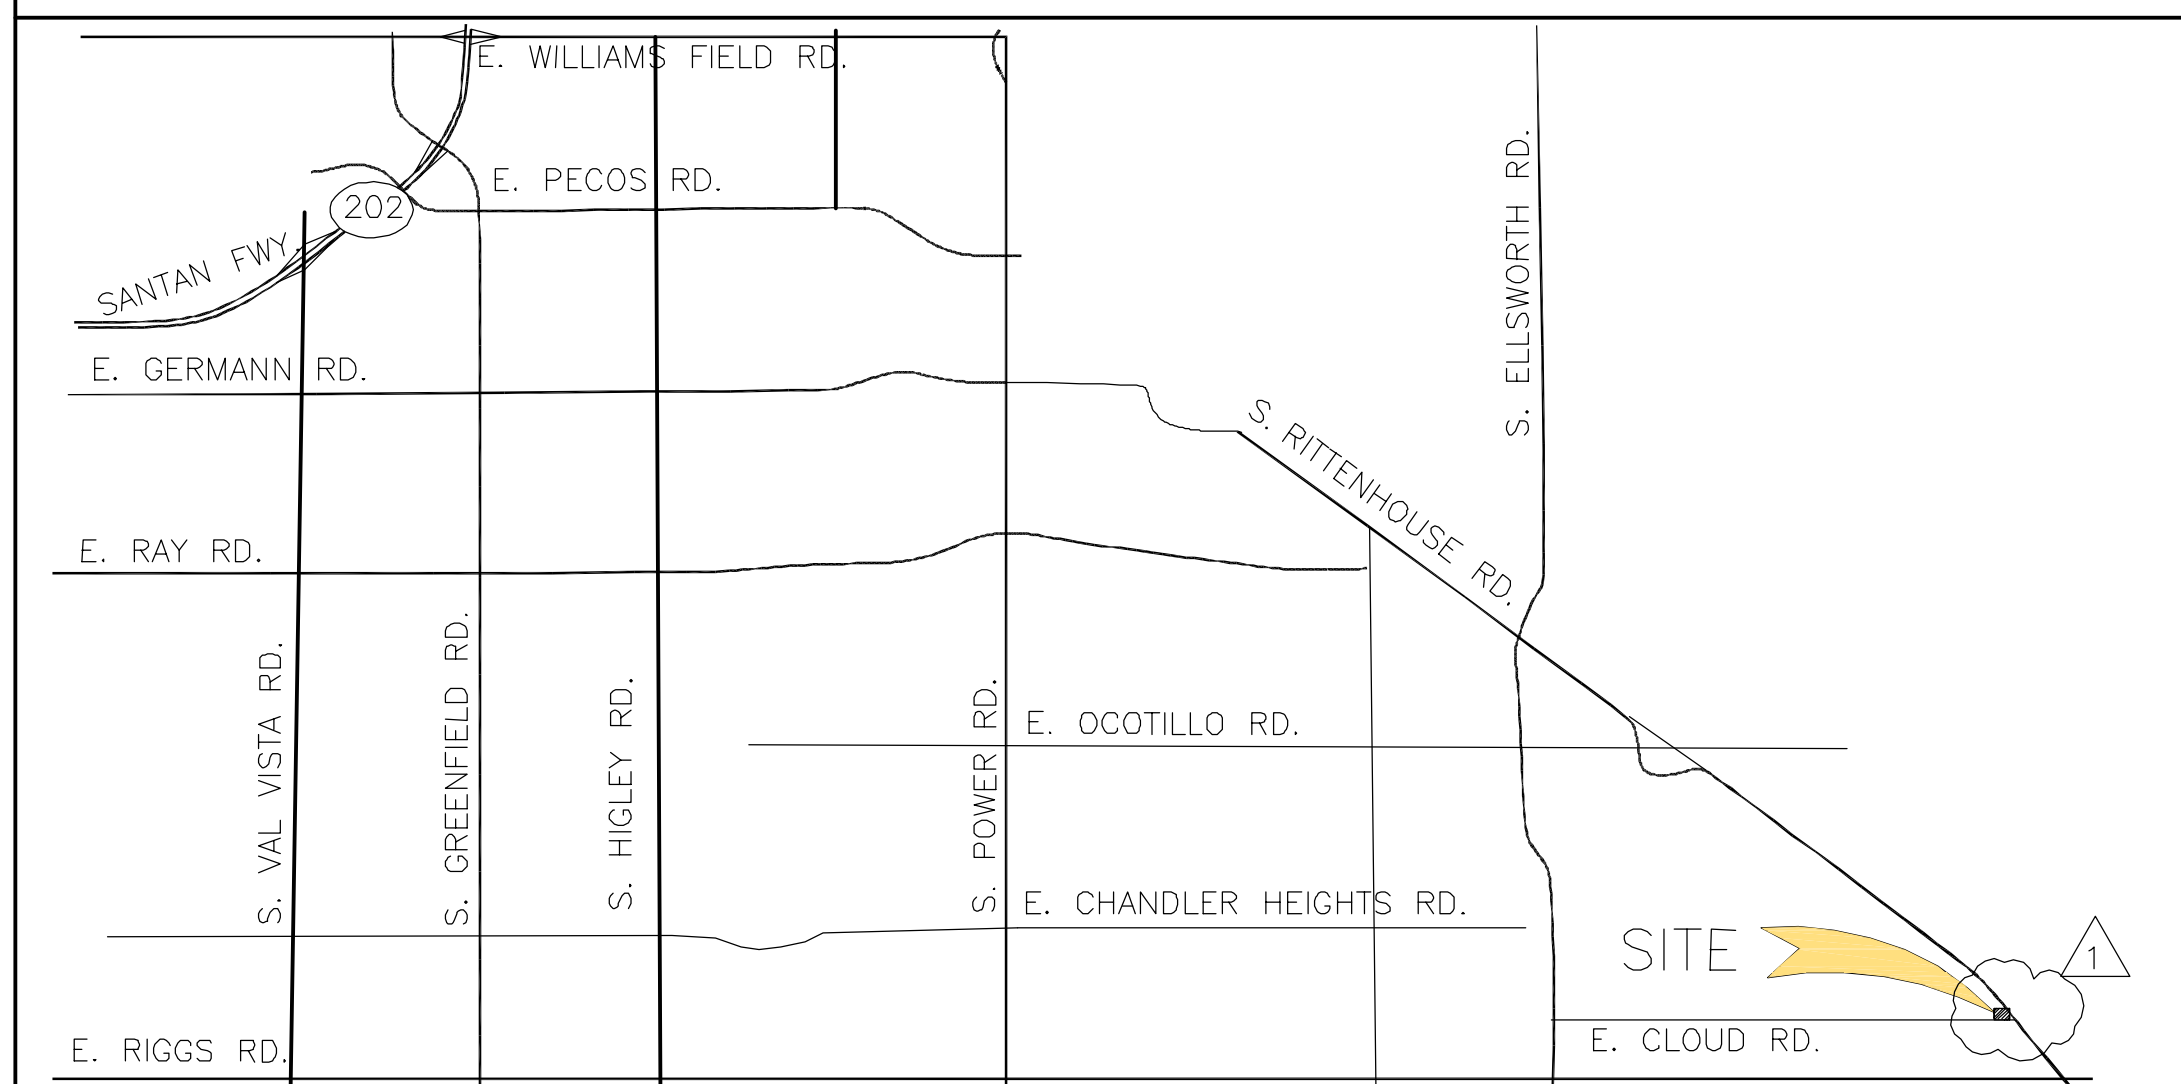 E. WILLIAMS FIELD RD.
E. PECOS RD.
202
SANTAN FWY.
E. GERMANN RD.
S. ELLSWORTH RD.
S. RITTENHOUSE RD.
E. RAY RD.
S. VAL VISTA RD.
S. GREENFIELD RD.
S. HIGLEY RD.
S. POWER RD.
E. OCOTILLO RD.
E. CHANDLER HEIGHTS RD.
SITE
1
E. CLOUD RD.
E. RIGGS RD.